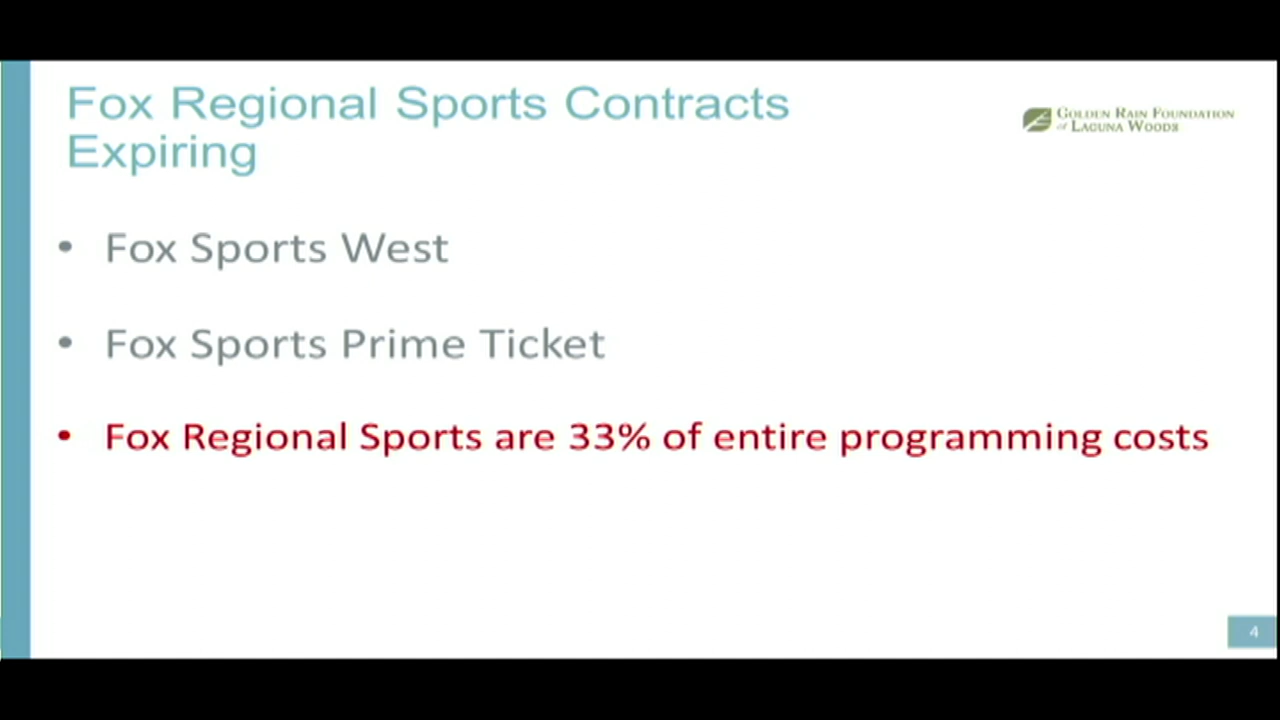 Fox Regional Sports Contracts
Expiring
GOLDEN RAIN FOUNDATION
of LAGUNA WOODS
• Fox Sports West
• Fox Sports Prime Ticket
• Fox Regional Sports are 33% of entire programming costs
4